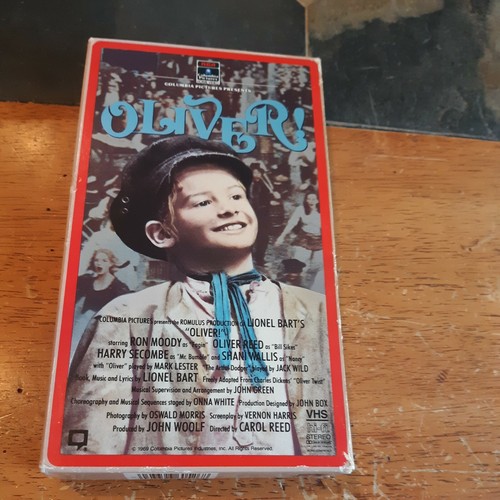 COLUMBIA PICTURES PRESENTS
OLIVER!
COLUMBIA PICTURES presents the ROMULUS PRODUCTION of LIONEL BART'S
"OLIVER!"
starring RON MOODY as "Fagin" OLIVER REED as "Bill Sikes"
HARRY SECOMBE as "Mr. Bumble" and SHANI WALLIS as "Nancy"
with "Oliver" played by MARK LESTER "The Artful Dodger" played by JACK WILD
Book, Music and Lyrics by LIONEL BART Freely Adapted from Charles Dickens' "Oliver Twist"
Musical Supervision and Arrangement by JOHN GREEN
Choreography and Musical Sequences staged by ONNA WHITE Production Designed by JOHN BOX
Photography by OSWALD MORRIS Screenplay by VERNON HARRIS
Produced by JOHN WOOLF Directed by CAROL REED
VHS
hi-fi
STEREO
© 1968 Columbia Pictures Industries, Inc. All Rights Reserved.